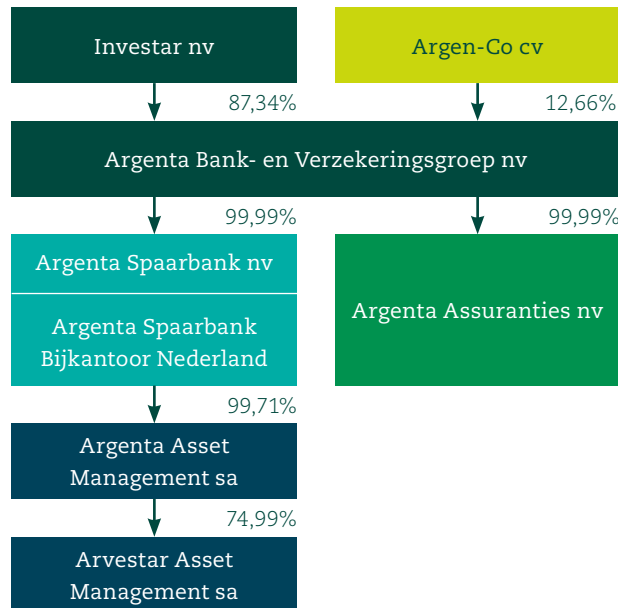 Investar nv
Argen-Co cv
87,34%
12,66%
Argenta Bank- en Verzekeringsgroep nv
99,99%
99,99%
Argenta Spaarbank nv
Argenta Spaarbank
Bijkantoor Nederland
Argenta Assuranties nv
99,71%
Argenta Asset
Management sa
74,99%
Arvestar Asset
Management sa